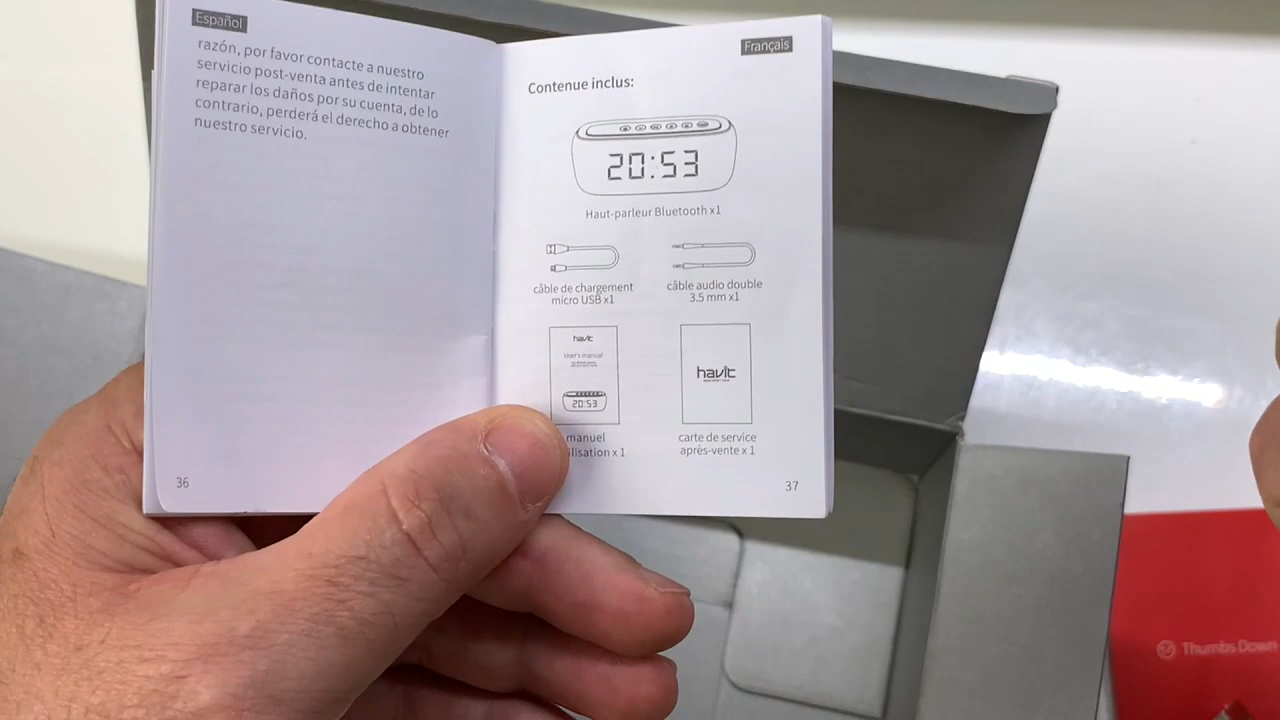 Español
razón, por favor contacte a nuestro
servicio post-venta antes de intentar
reparar los daños por su cuenta, de lo
contrario, perderá el derecho a obtener
nuestro servicio.
36
Français
Contenue inclus:
20:53
Haut-parleur Bluetooth x1
câble de chargement
micro USB x1
câble audio double
3.5 mm x1
havit
User's manual
20:53
manuel
ilisation x 1
havit
carte de service
après-vente x 1
37
Thumbs Down